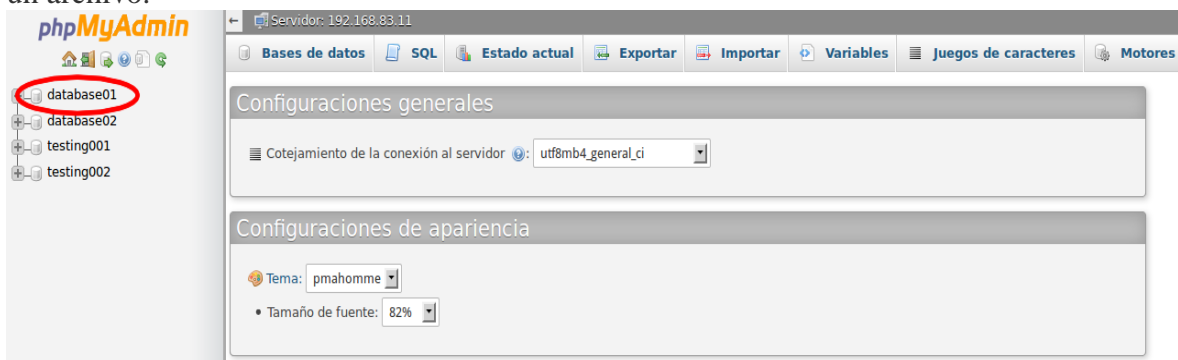 un archivo.
phpMyAdmin
database01
database02
testing001
testing002
Servidor: 192.168.83.11
Bases de datos SQL Estado actual Exportar Importar Variables Juegos de caracteres Motores
Configuraciones generales
Cotejamiento de la conexión al servidor : utf8mb4_general_ci
Configuraciones de apariencia
Tema: pmahomme
• Tamaño de fuente: 82%